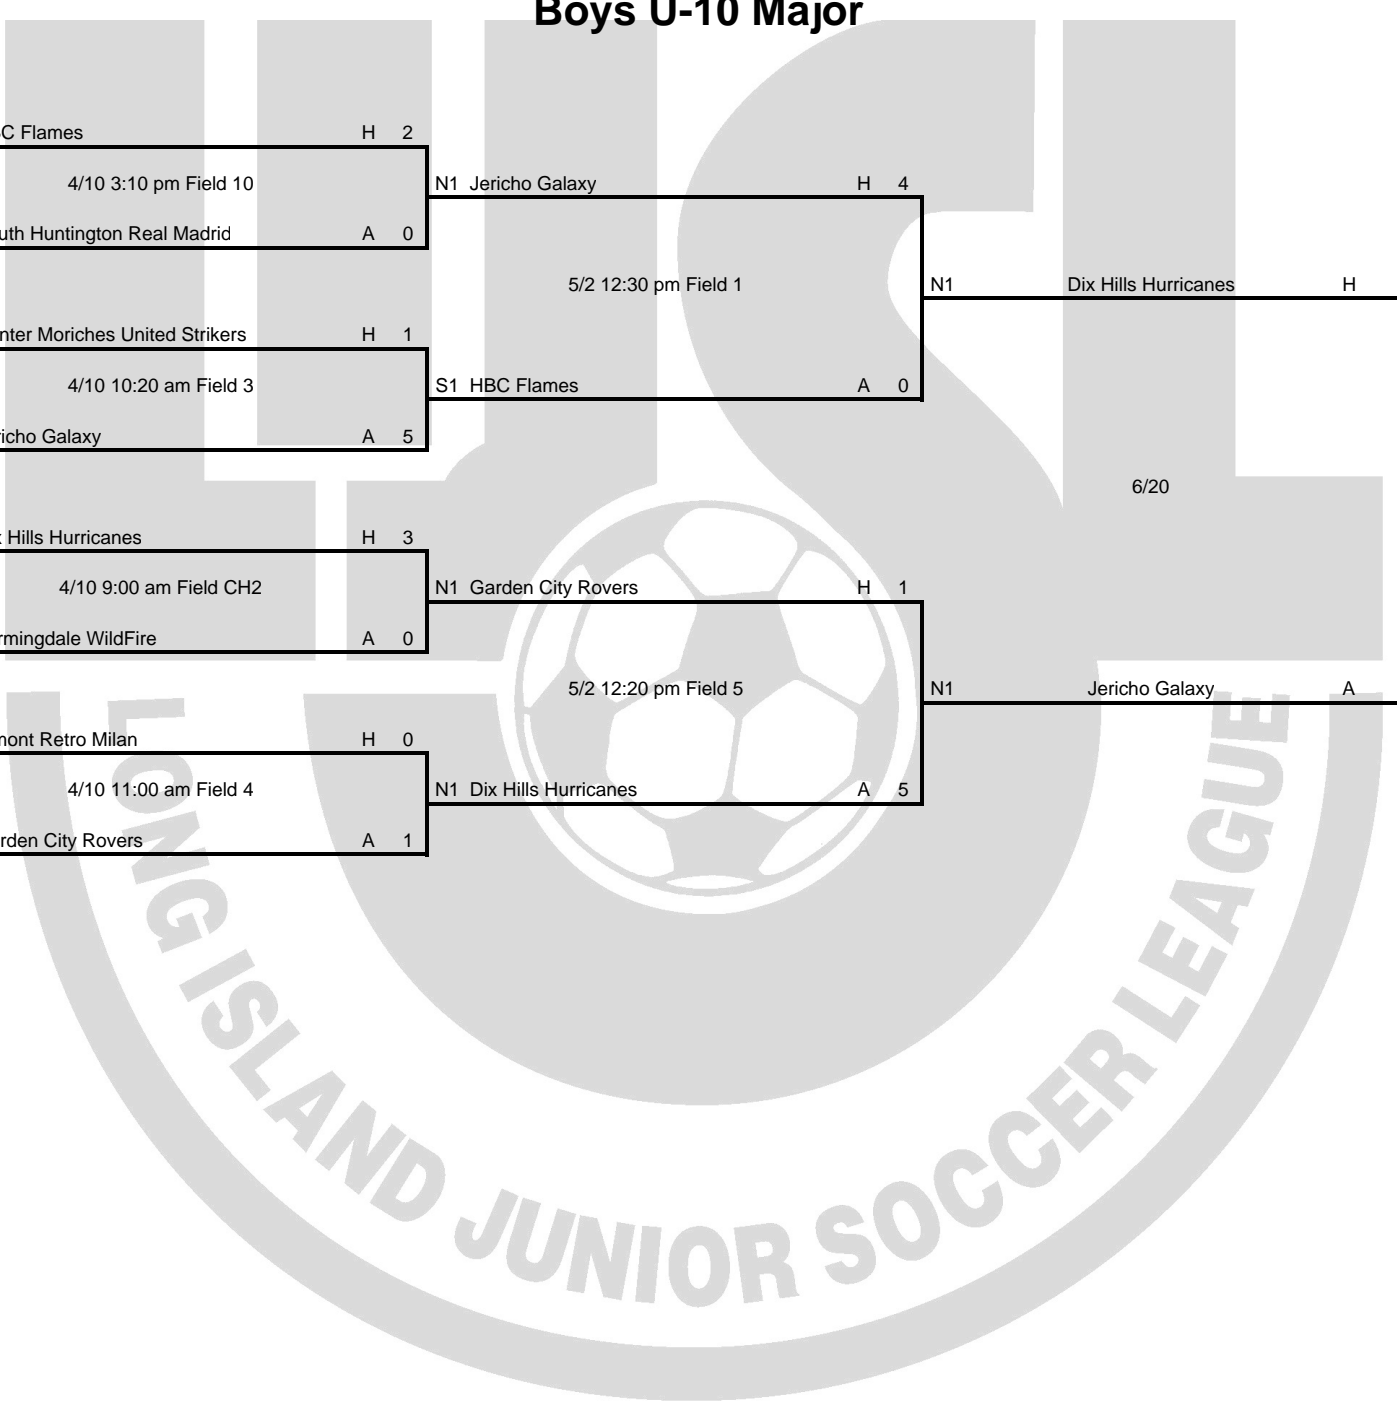 Boys U-10 Major
C Flames H 2
4/10 3:10 pm Field 10
N1 Jericho Galaxy H 4
uth Huntington Real Madrid A 0
5/2 12:30 pm Field 1
N1 Dix Hills Hurricanes H
nter Moriches United Strikers H 1
4/10 10:20 am Field 3
S1 HBC Flames A 0
icho Galaxy A 5
6/20
Hills Hurricanes H 3
4/10 9:00 am Field CH2
N1 Garden City Rovers H 1
rmingdale WildFire A 0
5/2 12:20 pm Field 5
N1 Jericho Galaxy A
mont Retro Milan H 0
4/10 11:00 am Field 4
N1 Dix Hills Hurricanes A 5
rden City Rovers A 1
LIJSL
LONG ISLAND JUNIOR SOCCER LEAGUE